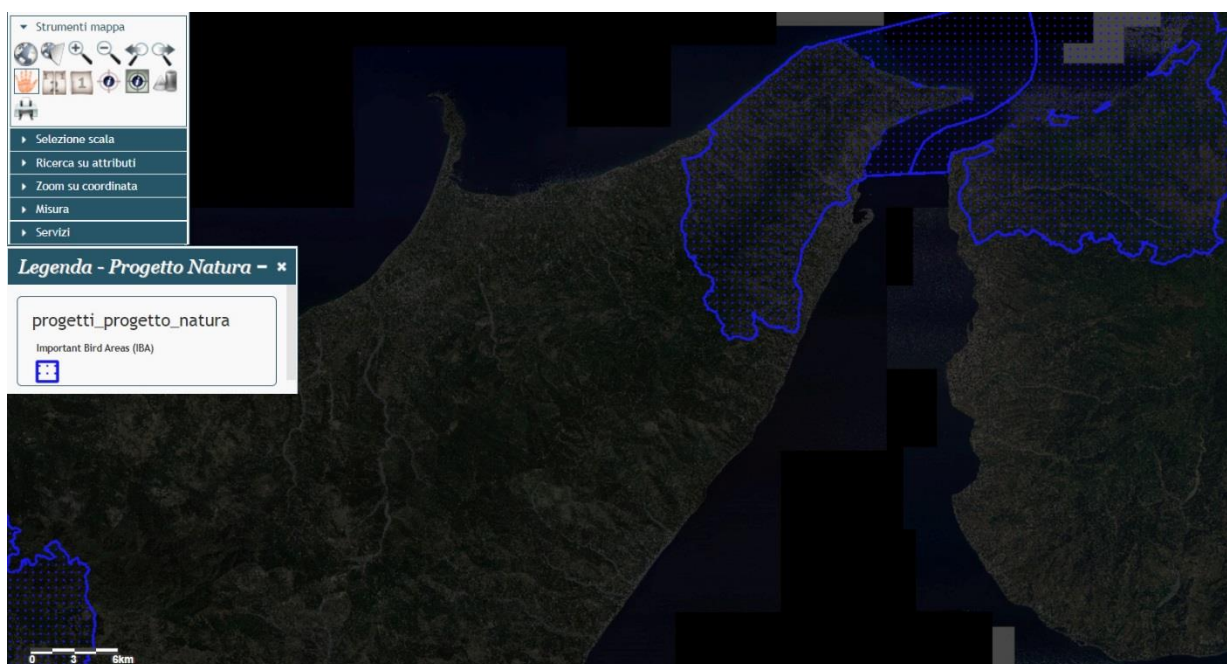 Strumenti mappa
1
Selezione scala
Ricerca su attributi
Zoom su coordinata
Misura
Servizi
Legenda - Progetto Natura
progetti_progetto_natura
Important Bird Areas (IBA)
0 3 6km